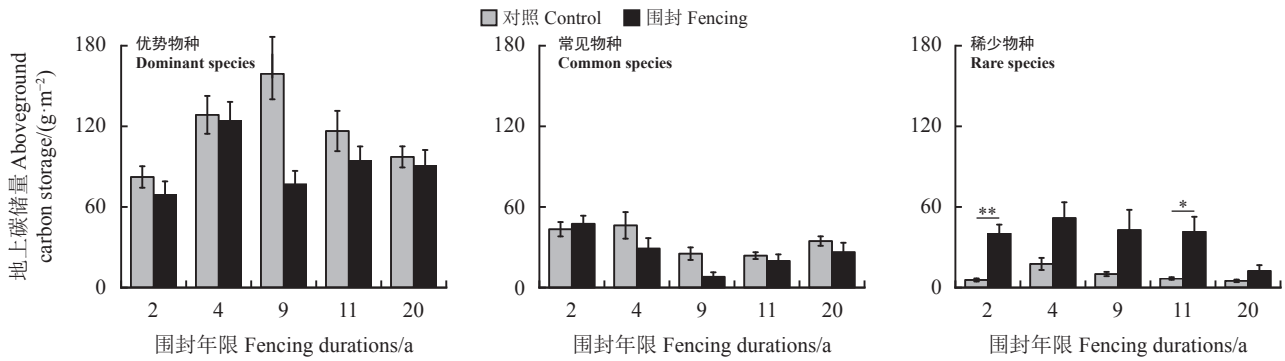 对照 Control 围封 Fencing
地上碳储量 Aboveground
carbon storage/(g·m⁻²)
180
120
60
0
优势物种
Dominant species
2 4 9 11 20
围封年限 Fencing durations/a
180
120
60
0
常见物种
Common species
2 4 9 11 20
围封年限 Fencing durations/a
180
120
60
0
稀少物种
Rare species
**
*
2 4 9 11 20
围封年限 Fencing durations/a